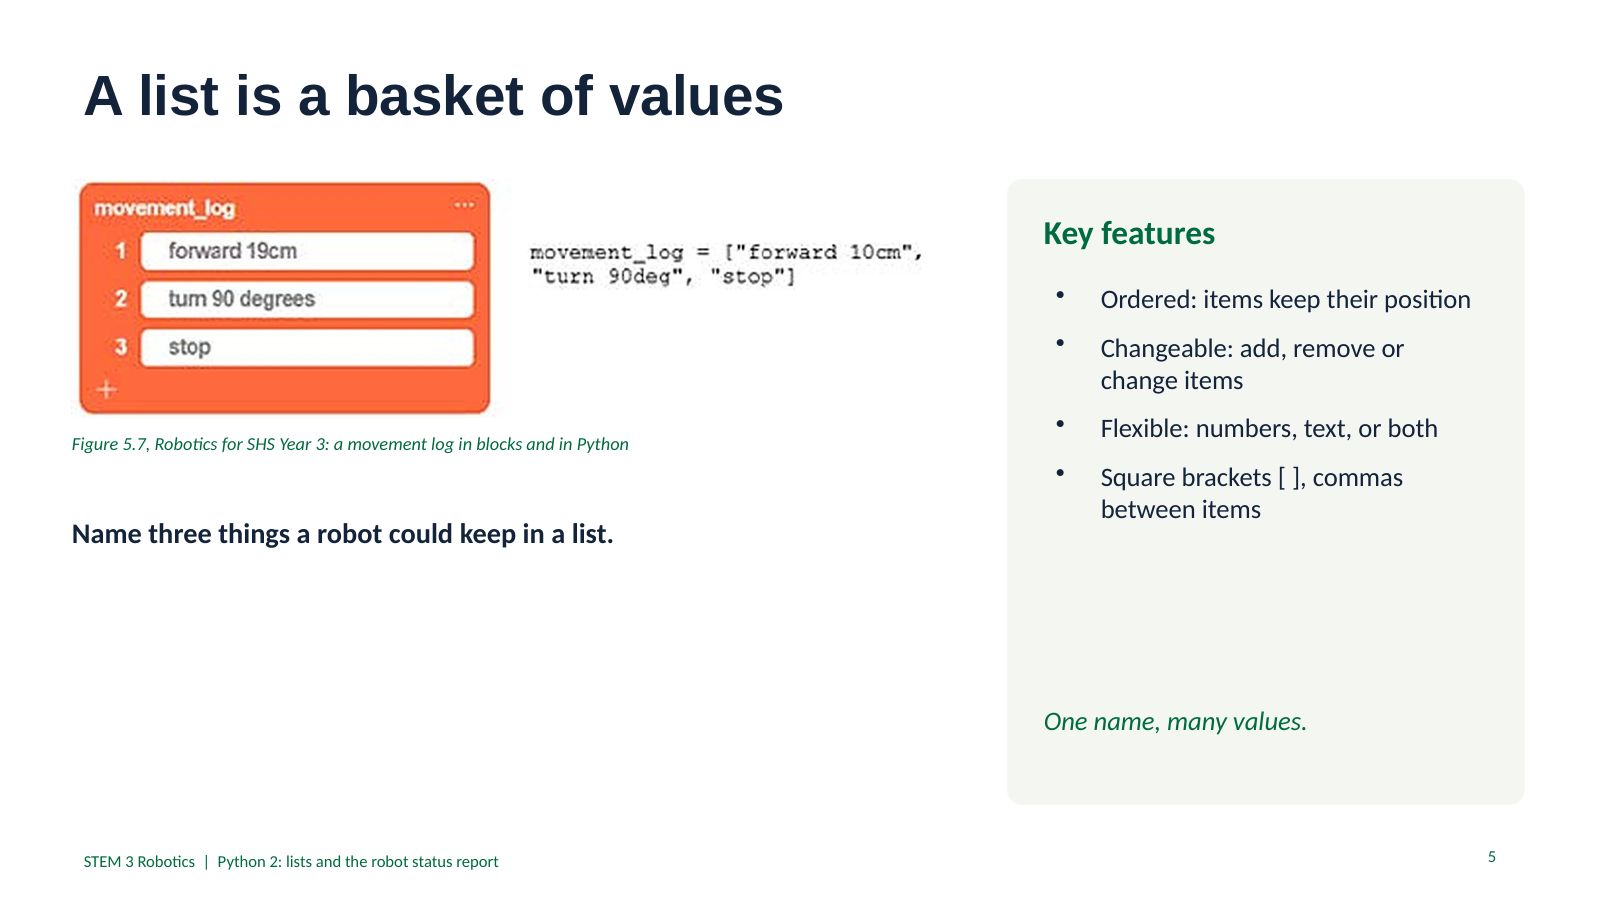 A list is a basket of values
movement_log ...
1 forward 19cm
2 turn 90 degrees
3 stop
+
movement_log = ["forward 10cm",
"turn 90deg", "stop"]
Figure 5.7, Robotics for SHS Year 3: a movement log in blocks and in Python
Name three things a robot could keep in a list.
Key features
• Ordered: items keep their position
• Changeable: add, remove or
change items
• Flexible: numbers, text, or both
• Square brackets [ ], commas
between items
One name, many values.
STEM 3 Robotics | Python 2: lists and the robot status report
5